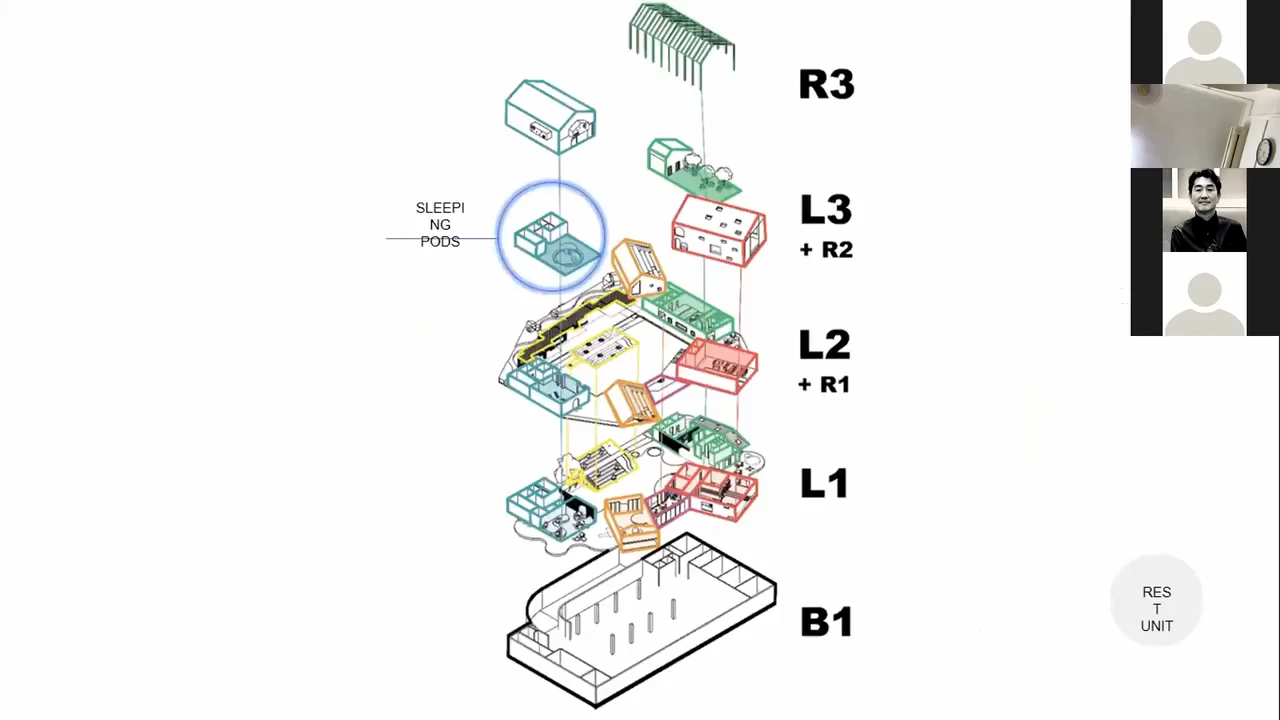 R3
SLEEPI
NG
PODS
L3
+ R2
L2
+ R1
L1
B1
RES
T
UNIT